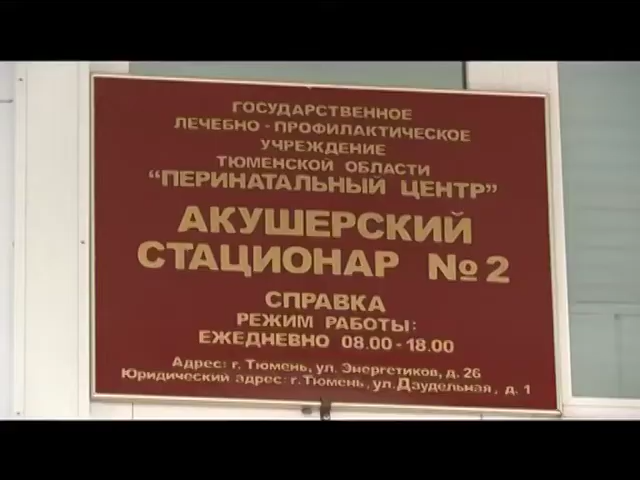 ГОСУДАРСТВЕННОЕ
ЛЕЧЕБНО - ПРОФИЛАКТИЧЕСКОЕ
УЧРЕЖДЕНИЕ
ТЮМЕНСКОЙ ОБЛАСТИ
“ПЕРИНАТАЛЬНЫЙ ЦЕНТР”
АКУШЕРСКИЙ
СТАЦИОНАР №2
СПРАВКА
РЕЖИМ РАБОТЫ:
ЕЖЕДНЕВНО 08.00 - 18.00
Адрес: г. Тюмень, ул. Энергетиков, д. 26
Юридический адрес: г. Тюмень, ул.Даудельная, д. 1